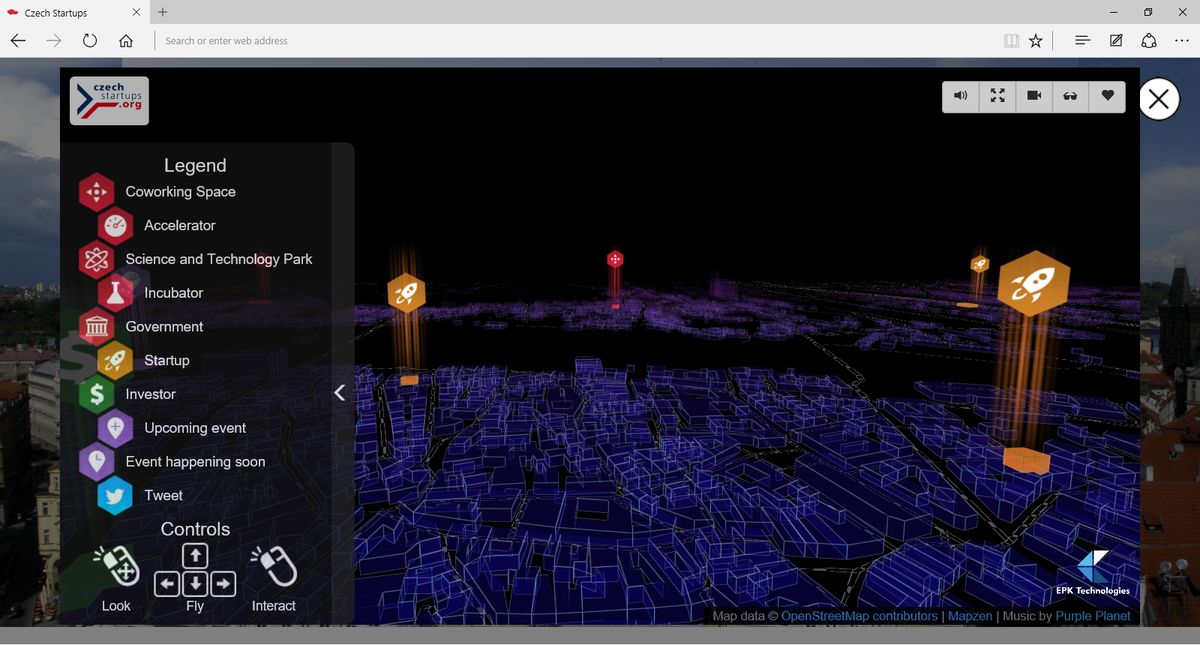 Czech Startups
Search or enter web address
czech
startups
.org
Legend
Coworking Space
Accelerator
Science and Technology Park
Incubator
Government
Startup
Investor
Upcoming event
Event happening soon
Tweet
Controls
Look
Fly
Interact
EPK Technologies
Map data © OpenStreetMap contributors | Mapzen | Music by Purple Planet